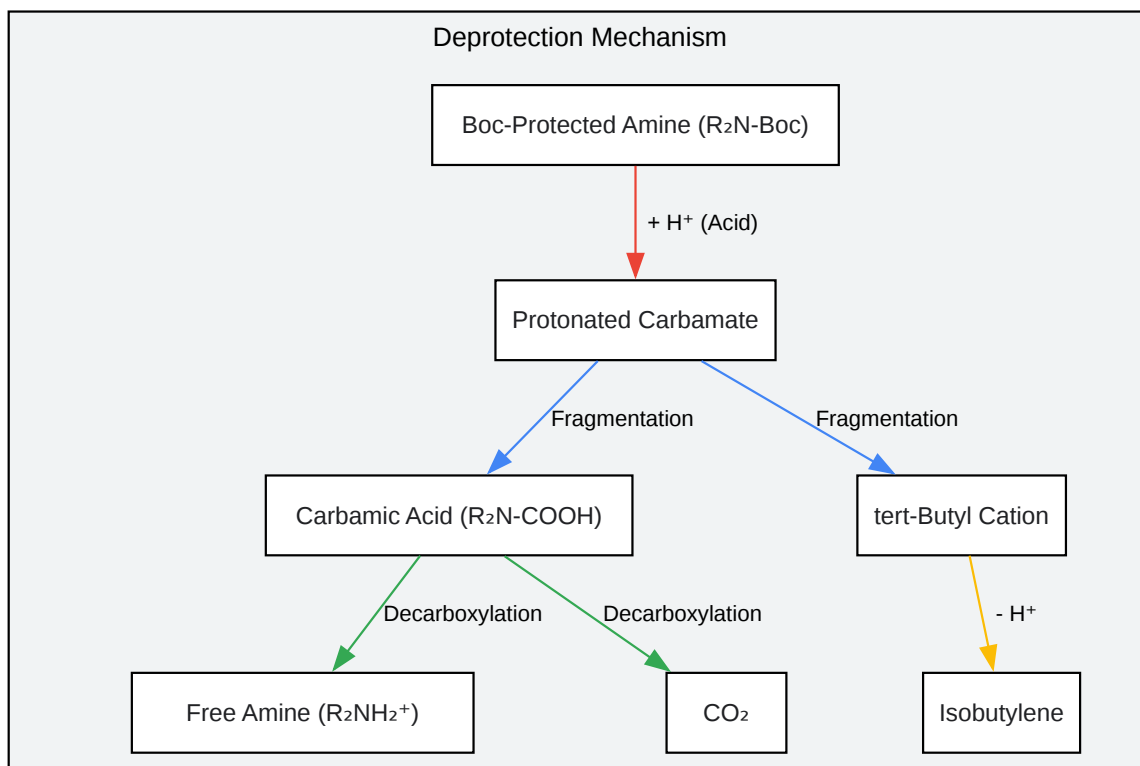 Deprotection Mechanism
Boc-Protected Amine (R₂N-Boc)
+ H⁺ (Acid)
Protonated Carbamate
Fragmentation
Fragmentation
Carbamic Acid (R₂N-COOH)
tert-Butyl Cation
Decarboxylation
Decarboxylation
- H⁺
Free Amine (R₂NH₂⁺)
CO₂
Isobutylene